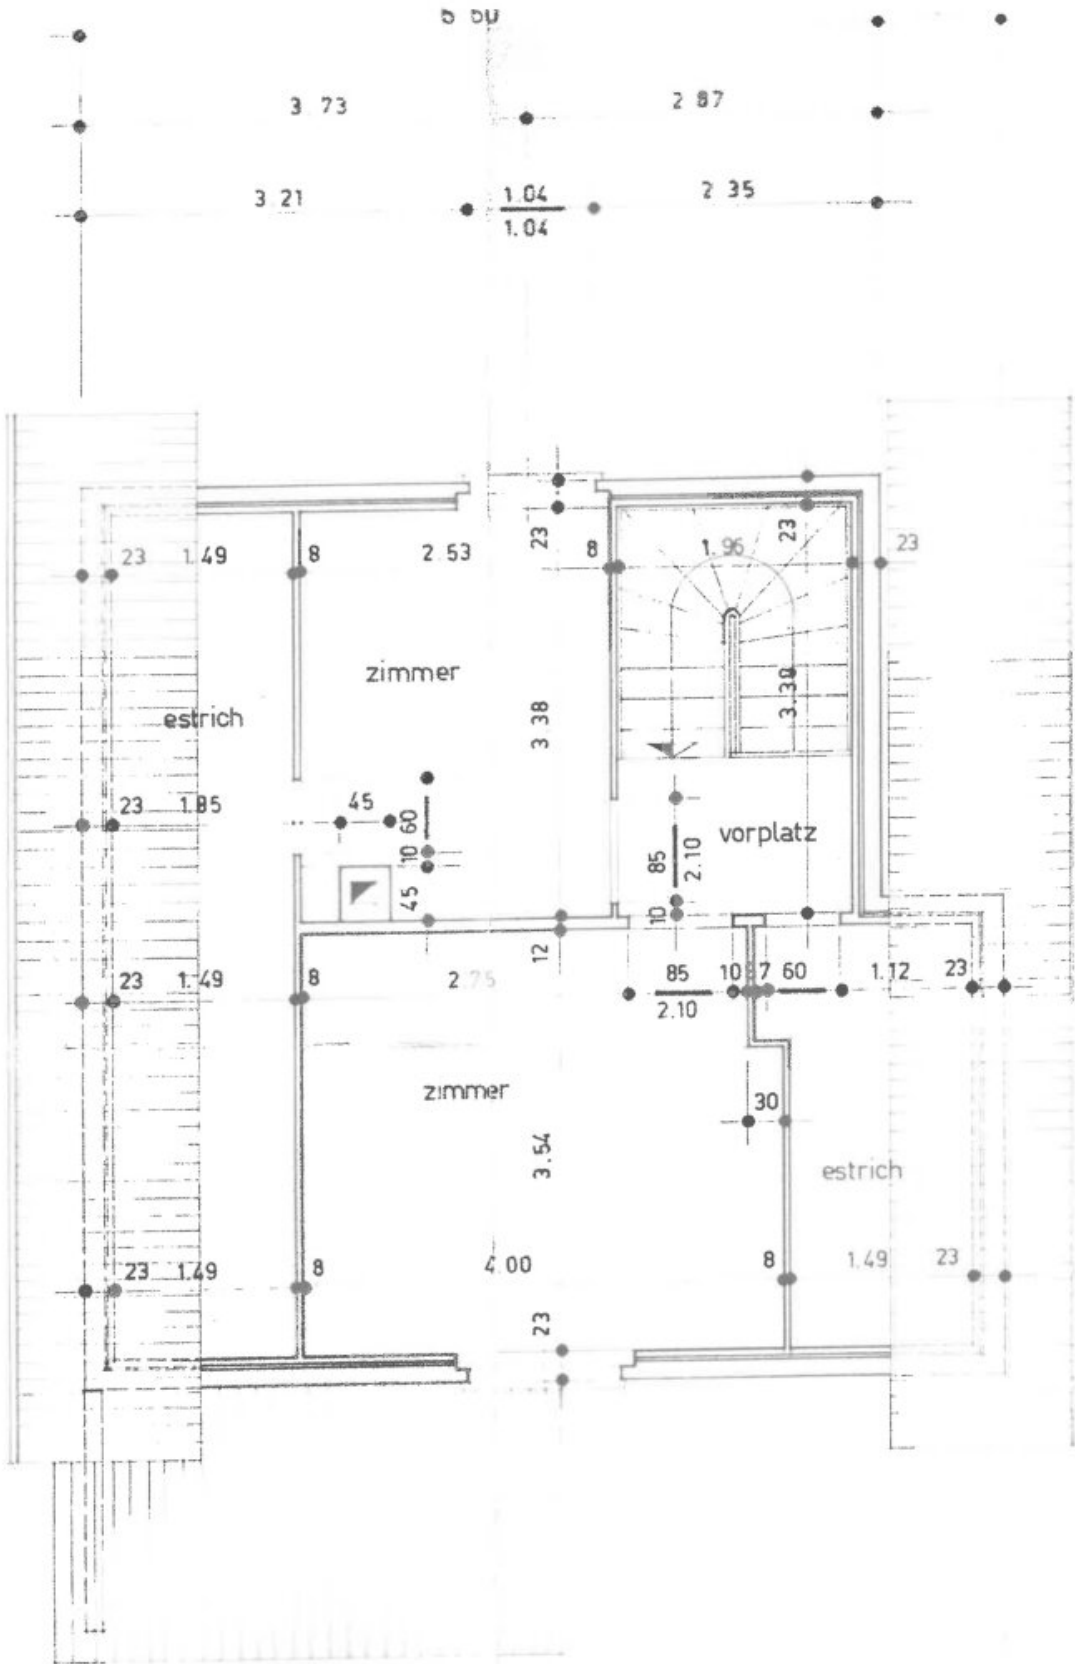 3.73 2 87
3.21 1.04 2 35
1.04
23 1.49 8 2.53 23 8 1.96 23 23
zimmer
estrich 3.38 3.38
23 1.85 45 60 vorplatz
10 85 2.10
45 10
12
23 1.49 8 2.75 85 10 7 60 1.12 23
2.10
zimmer 30
3.54 estrich
23 1.49 8 4.00 8 1.49 23
23